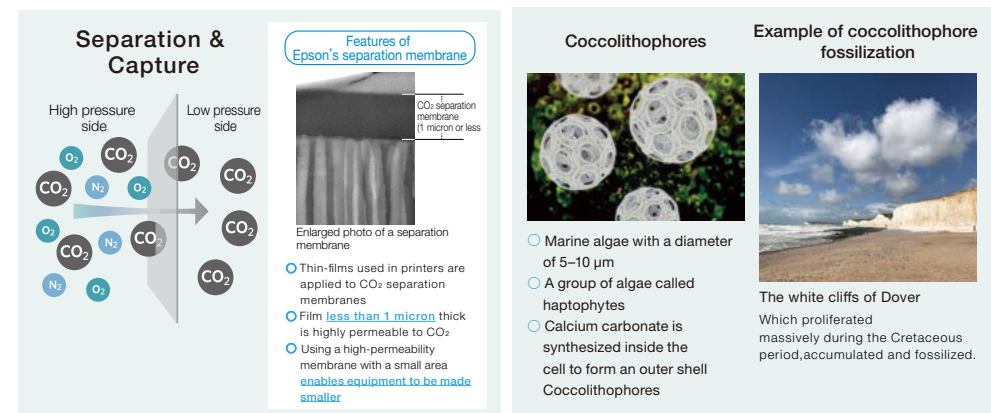 Separation &
Capture
High pressure
side
Low pressure
side
O₂
CO₂
CO₂
CO₂
CO₂
N₂
O₂
O₂
CO₂
N₂
CO₂
CO₂
N₂
O₂
CO₂
Features of
Epson's separation membrane
CO₂ separation
membrane
(1 micron or less
Enlarged photo of a separation
membrane
Thin-films used in printers are
applied to CO₂ separation
membranes
Film less than 1 micron thick
is highly permeable to CO₂
Using a high-permeability
membrane with a small area
enables equipment to be made
smaller
Coccolithophores
Marine algae with a diameter
of 5–10 μm
A group of algae called
haptophytes
Calcium carbonate is
synthesized inside the
cell to form an outer shell
Coccolithophores
Example of coccolithophore
fossilization
The white cliffs of Dover
Which proliferated
massively during the Cretaceous
period,accumulated and fossilized.